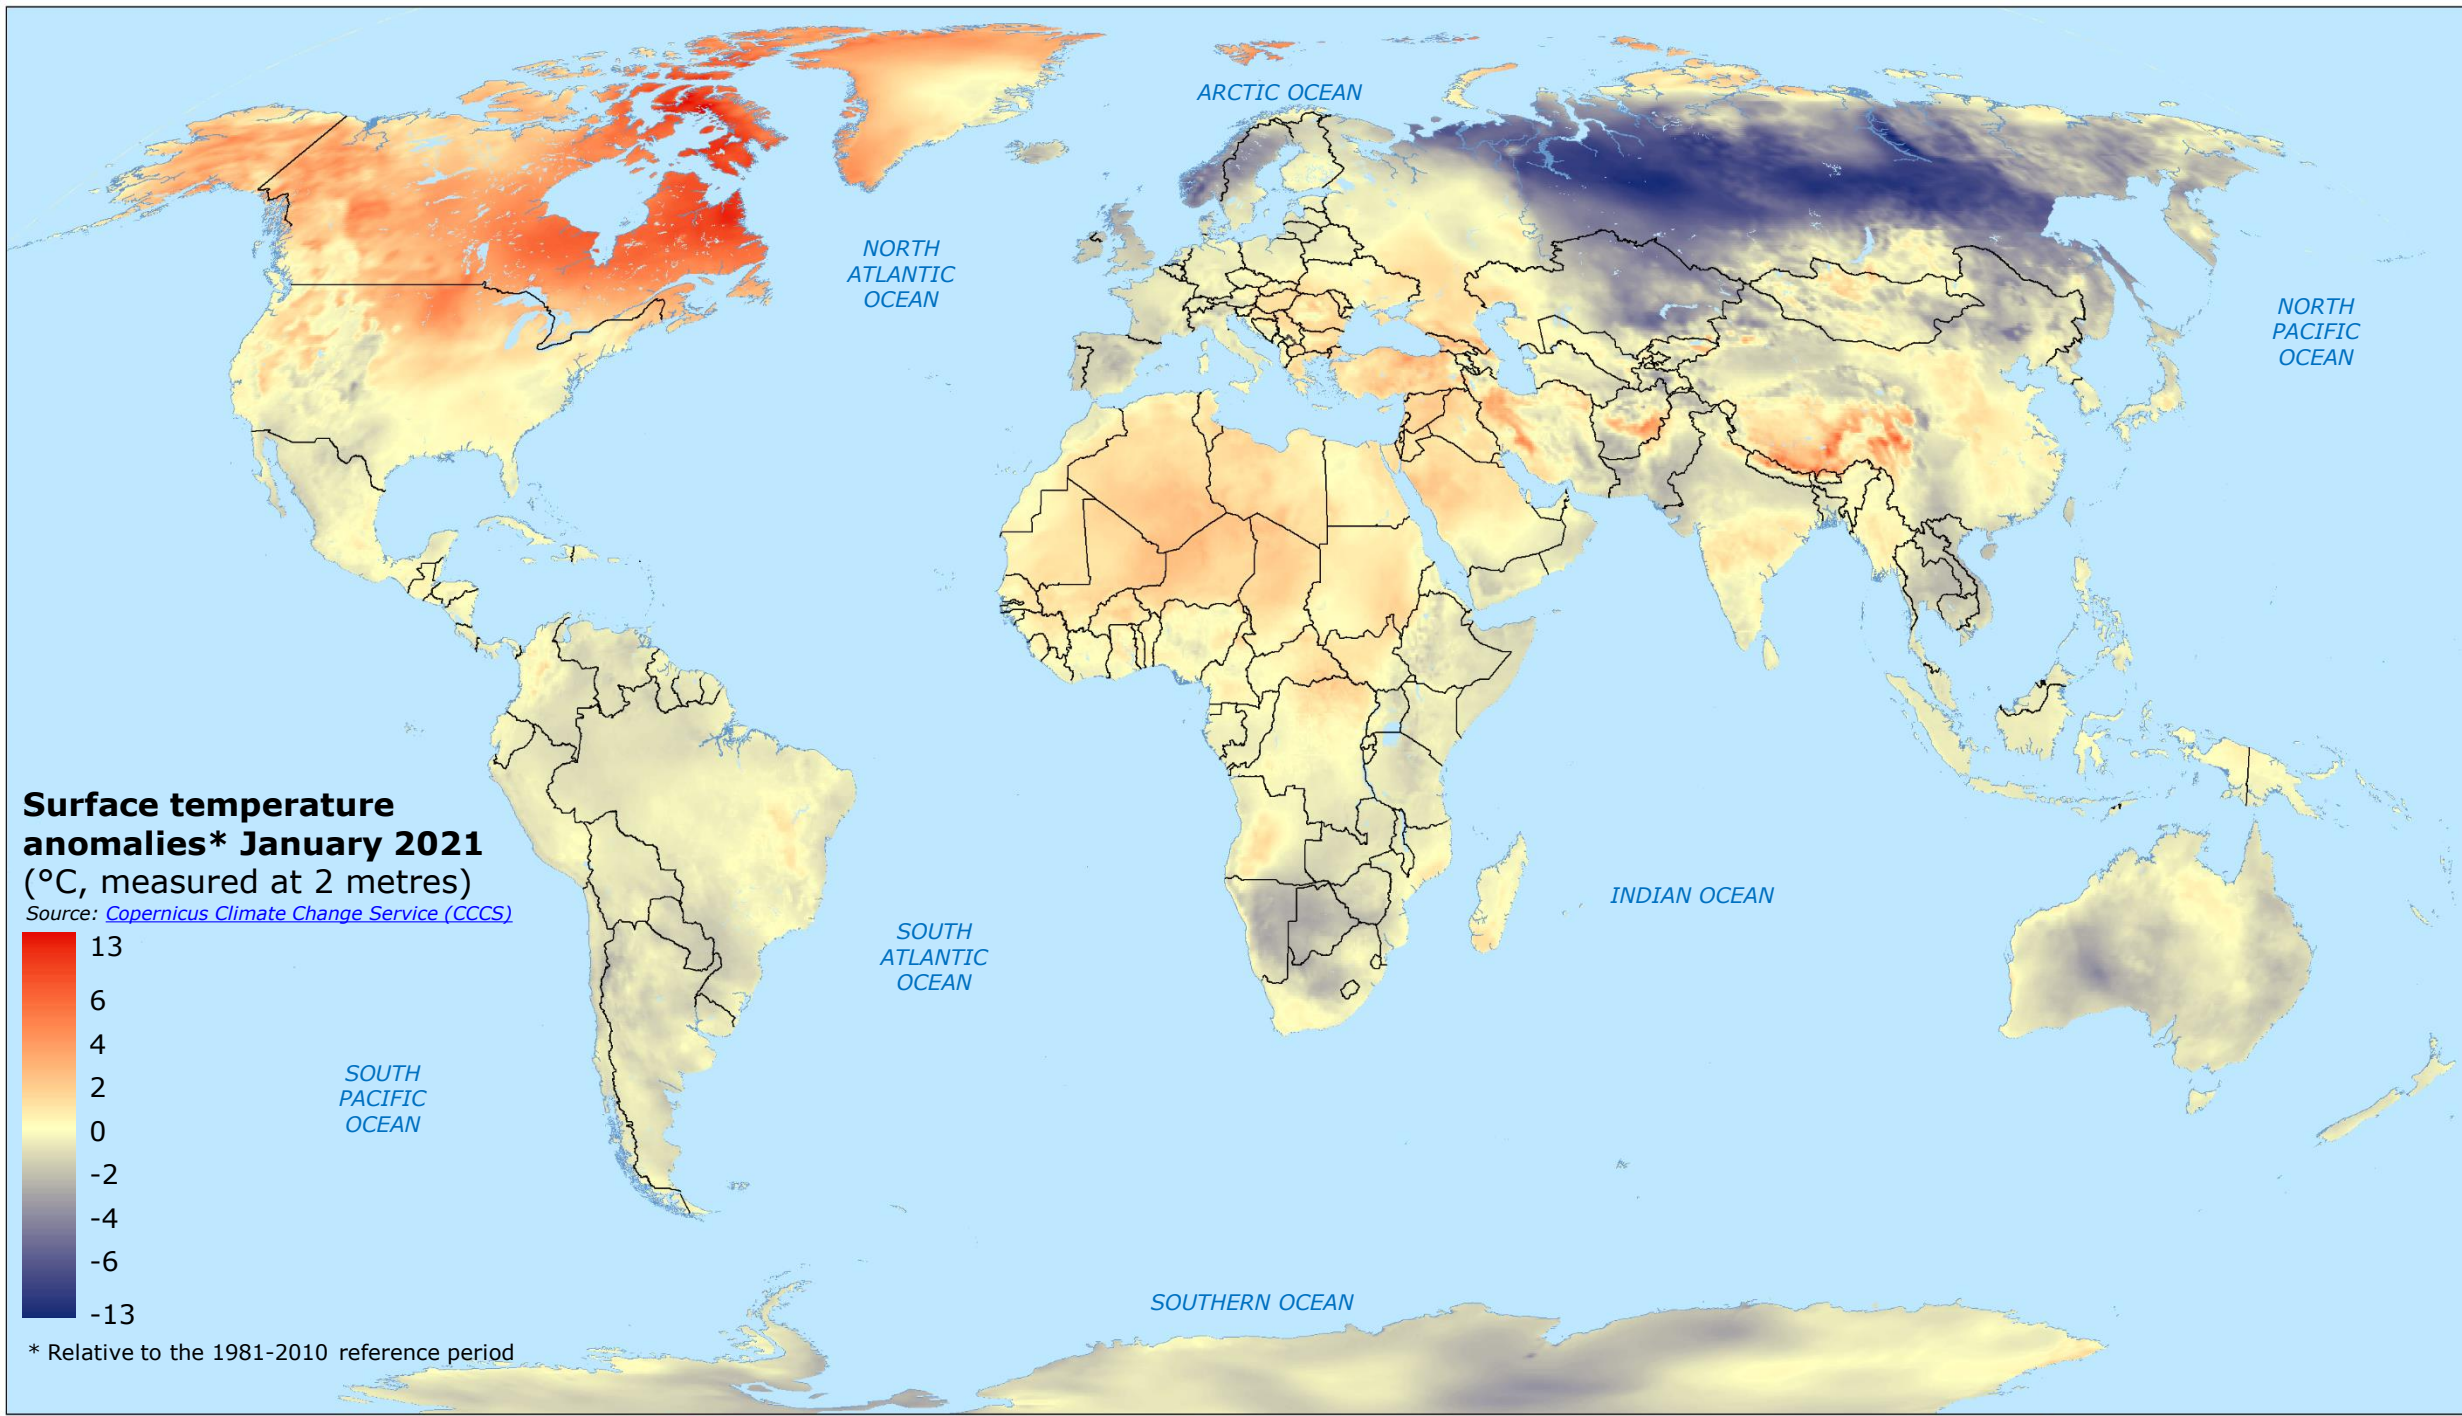 ARCTIC OCEAN
NORTH
ATLANTIC
OCEAN
NORTH
PACIFIC
OCEAN
Surface temperature
anomalies* January 2021
(°C, measured at 2 metres)
Source: Copernicus Climate Change Service (CCCS)
13
6
4
2
0
-2
-4
-6
-13
* Relative to the 1981-2010 reference period
INDIAN OCEAN
SOUTH
ATLANTIC
OCEAN
SOUTH
PACIFIC
OCEAN
SOUTHERN OCEAN